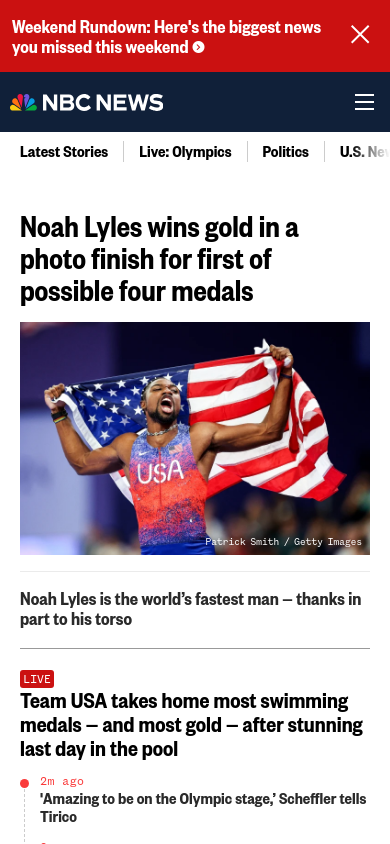 Weekend Rundown: Here's the biggest news
you missed this weekend
NBC NEWS
Latest Stories
Live: Olympics
Politics
U.S. New
Noah Lyles wins gold in a
photo finish for first of
possible four medals
USA
Patrick Smith / Getty Images
Noah Lyles is the world’s fastest man — thanks in
part to his torso
LIVE
Team USA takes home most swimming
medals — and most gold — after stunning
last day in the pool
2m ago
'Amazing to be on the Olympic stage,’ Scheffler tells
Tirico